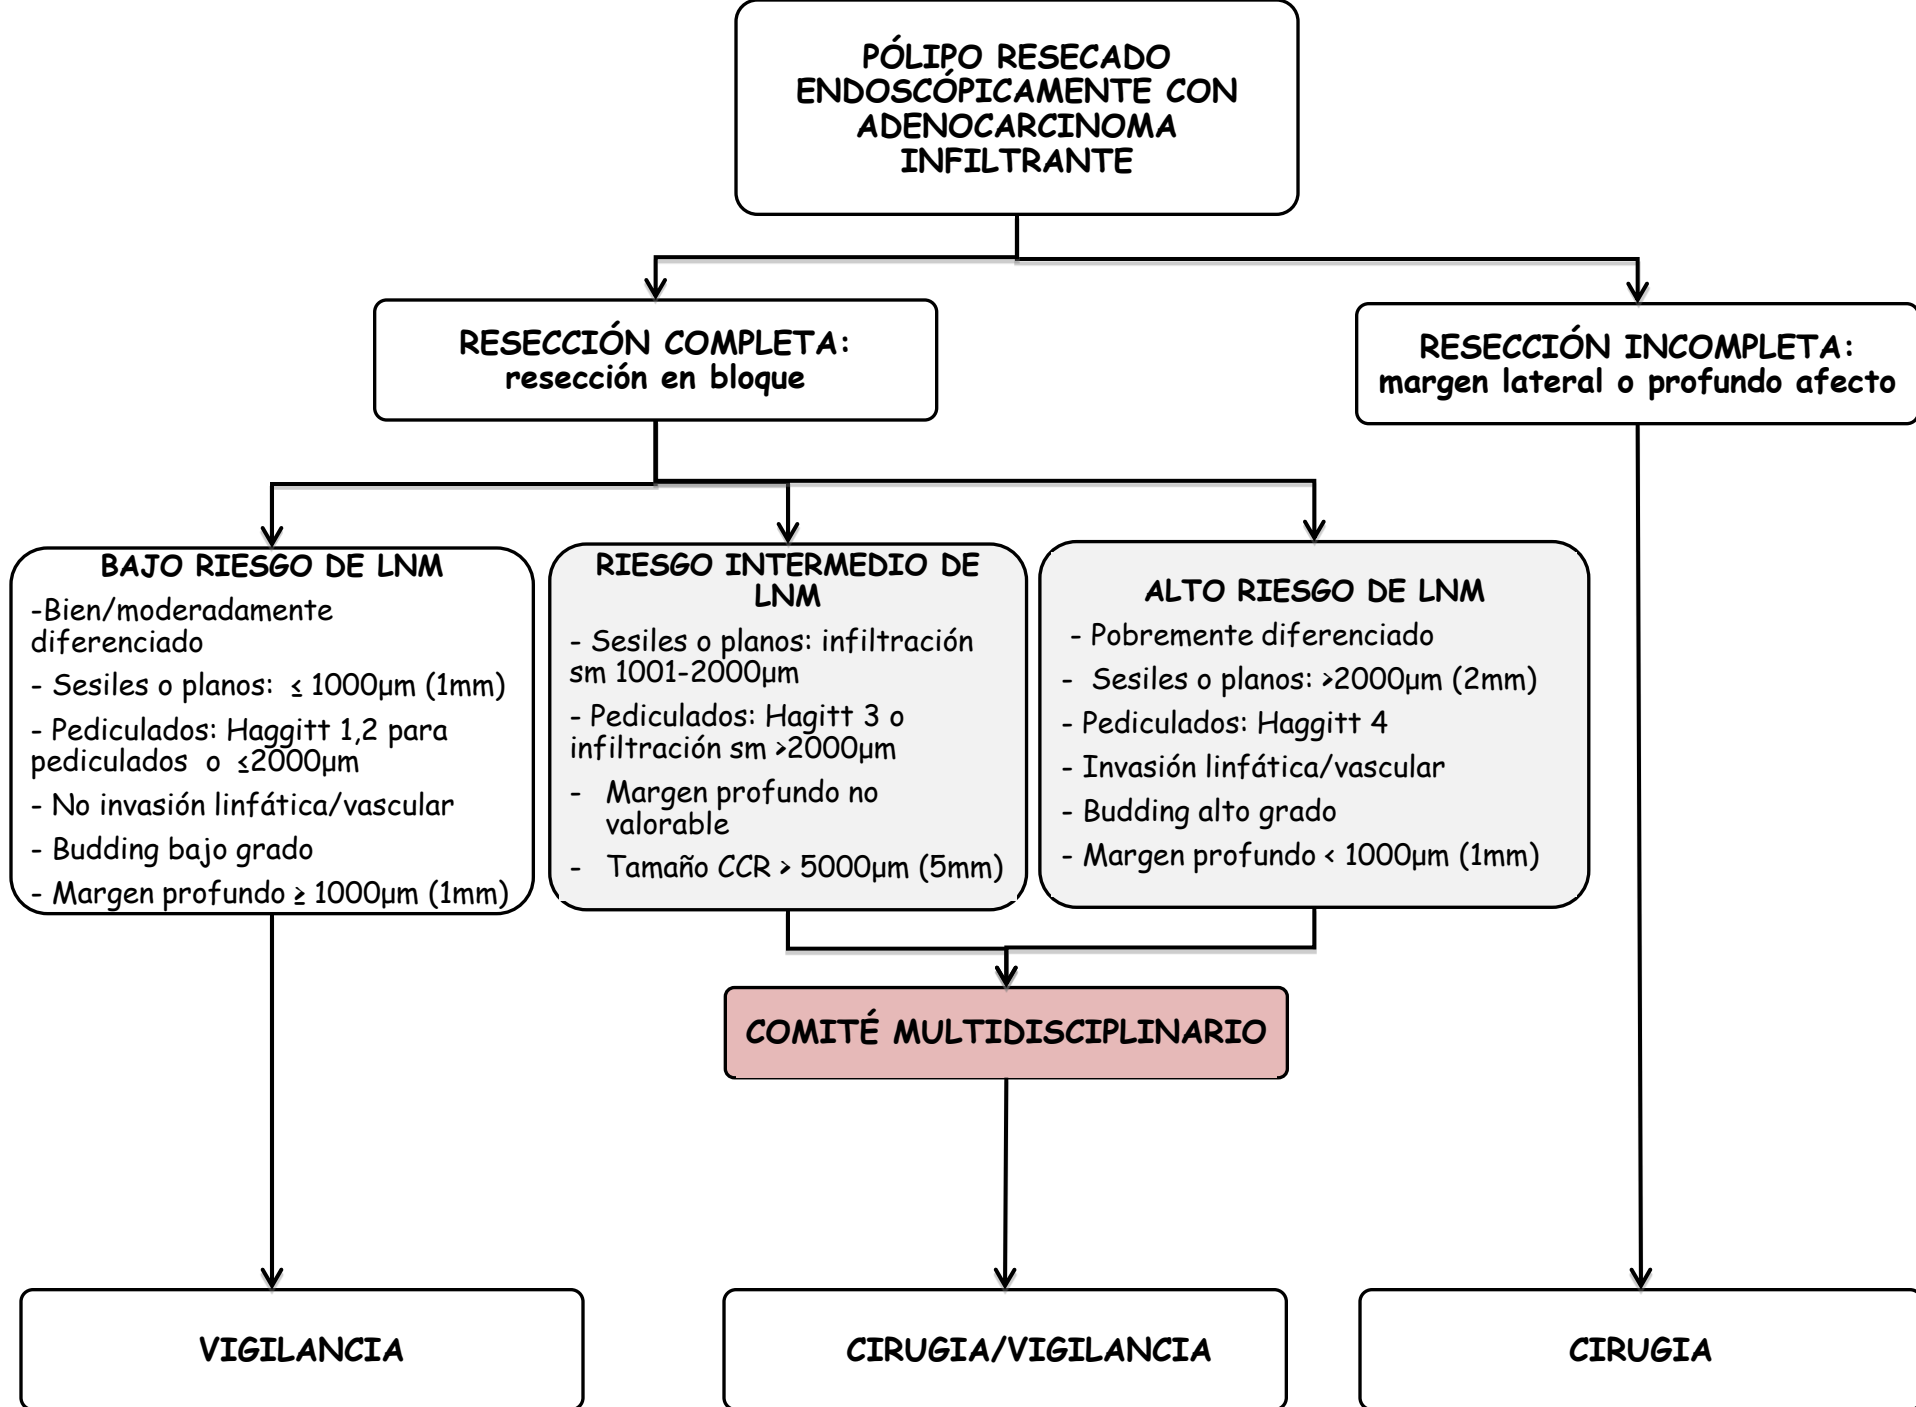 PÓLIPO RESECADO
ENDOSCÓPICAMENTE CON
ADENOCARCINOMA
INFILTRANTE
RESECCIÓN COMPLETA:
resección en bloque
RESECCIÓN INCOMPLETA:
margen lateral o profundo afecto
BAJO RIESGO DE LNM
-Bien/moderadamente
diferenciado
- Sesiles o planos: ≤ 1000µm (1mm)
- Pediculados: Haggitt 1,2 para
pediculados o ≤2000µm
- No invasión linfática/vascular
- Budding bajo grado
- Margen profundo ≥ 1000µm (1mm)
RIESGO INTERMEDIO DE
LNM
- Sesiles o planos: infiltración
sm 1001-2000µm
- Pediculados: Hagitt 3 o
infiltración sm >2000µm
- Margen profundo no
valorable
- Tamaño CCR > 5000µm (5mm)
ALTO RIESGO DE LNM
- Pobremente diferenciado
- Sesiles o planos: >2000µm (2mm)
- Pediculados: Haggitt 4
- Invasión linfática/vascular
- Budding alto grado
- Margen profundo < 1000µm (1mm)
COMITÉ MULTIDISCIPLINARIO
VIGILANCIA
CIRUGIA/VIGILANCIA
CIRUGIA